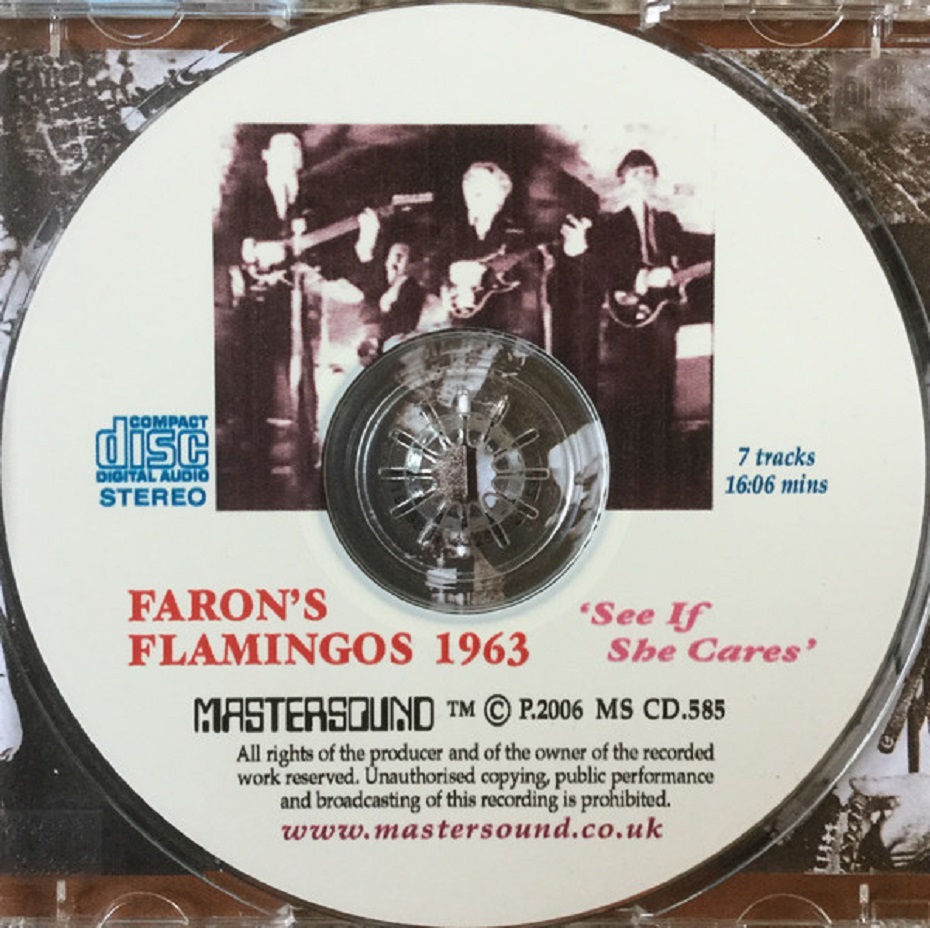 COMPACT
disc
DIGITAL AUDIO
STEREO
7 tracks
16:06 mins
FARON'S
FLAMINGOS 1963
'See If
She Cares'
MASTERSOUND ™ © P.2006 MS CD.585
All rights of the producer and of the owner of the recorded
work reserved. Unauthorised copying, public performance
and broadcasting of this recording is prohibited.
www.mastersound.co.uk